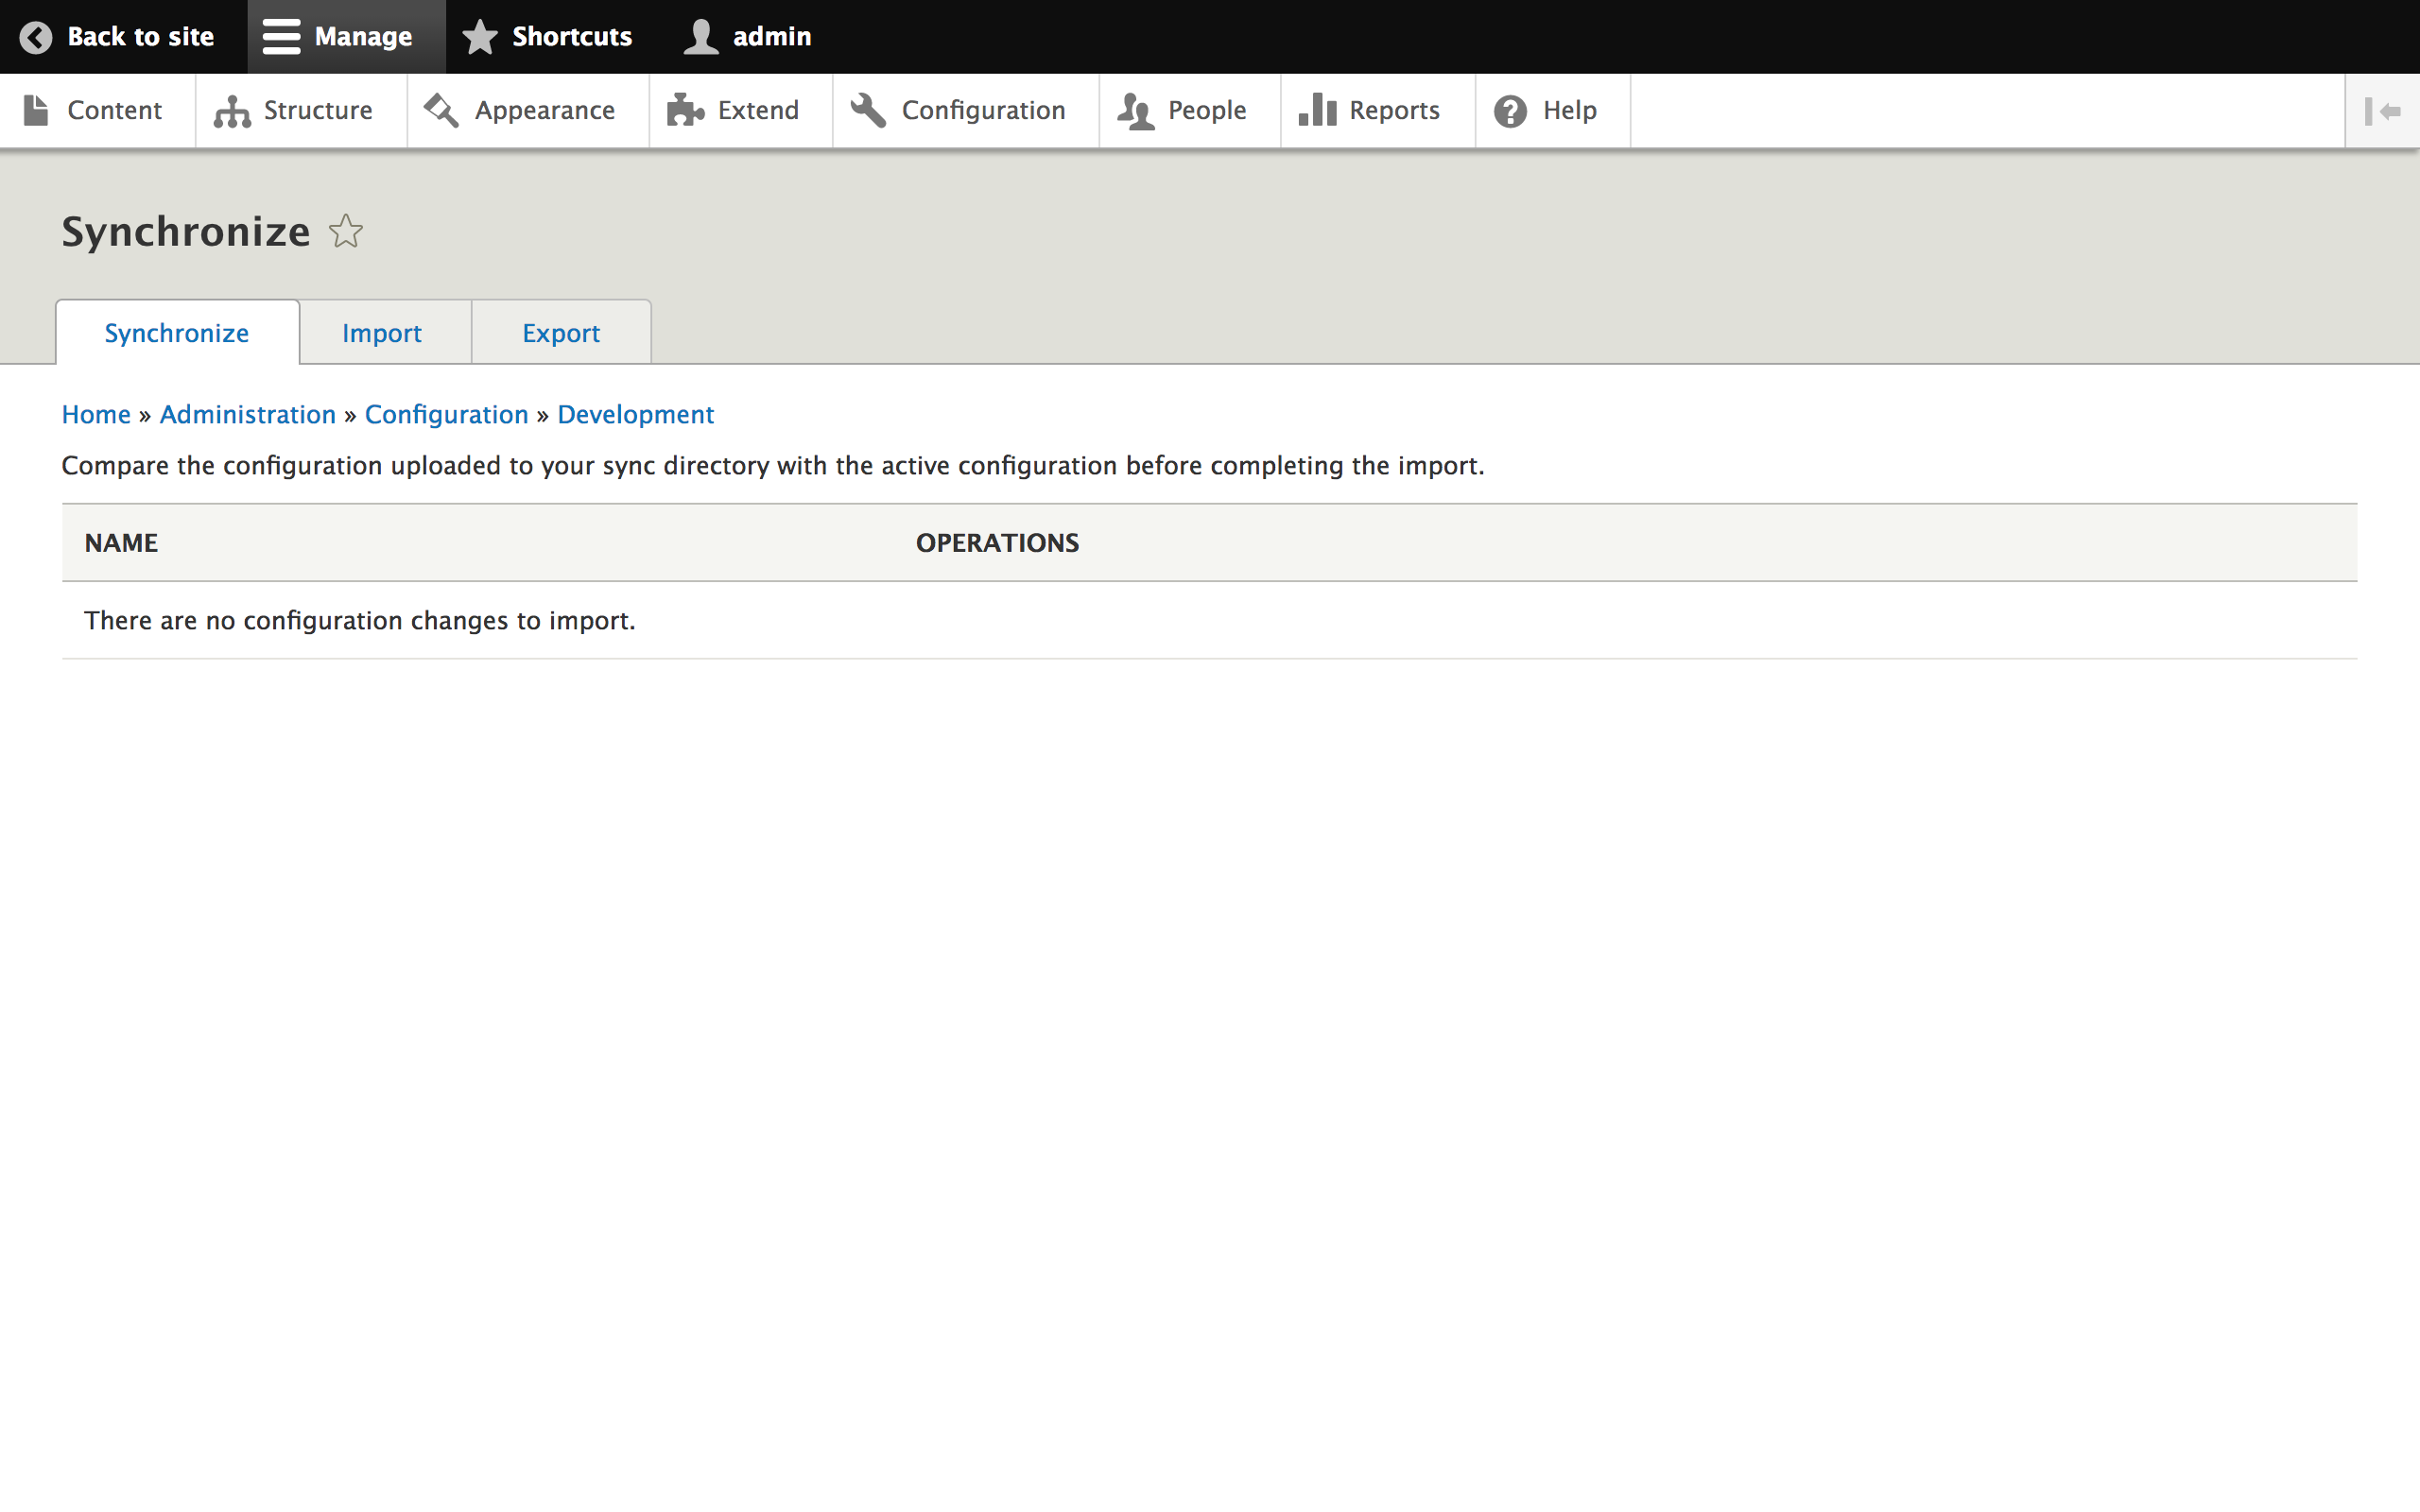 Back to site Manage Shortcuts admin
Content Structure Appearance Extend Configuration People Reports Help
Synchronize
Synchronize Import Export
Home » Administration » Configuration » Development
Compare the configuration uploaded to your sync directory with the active configuration before completing the import.
NAME OPERATIONS
There are no configuration changes to import.